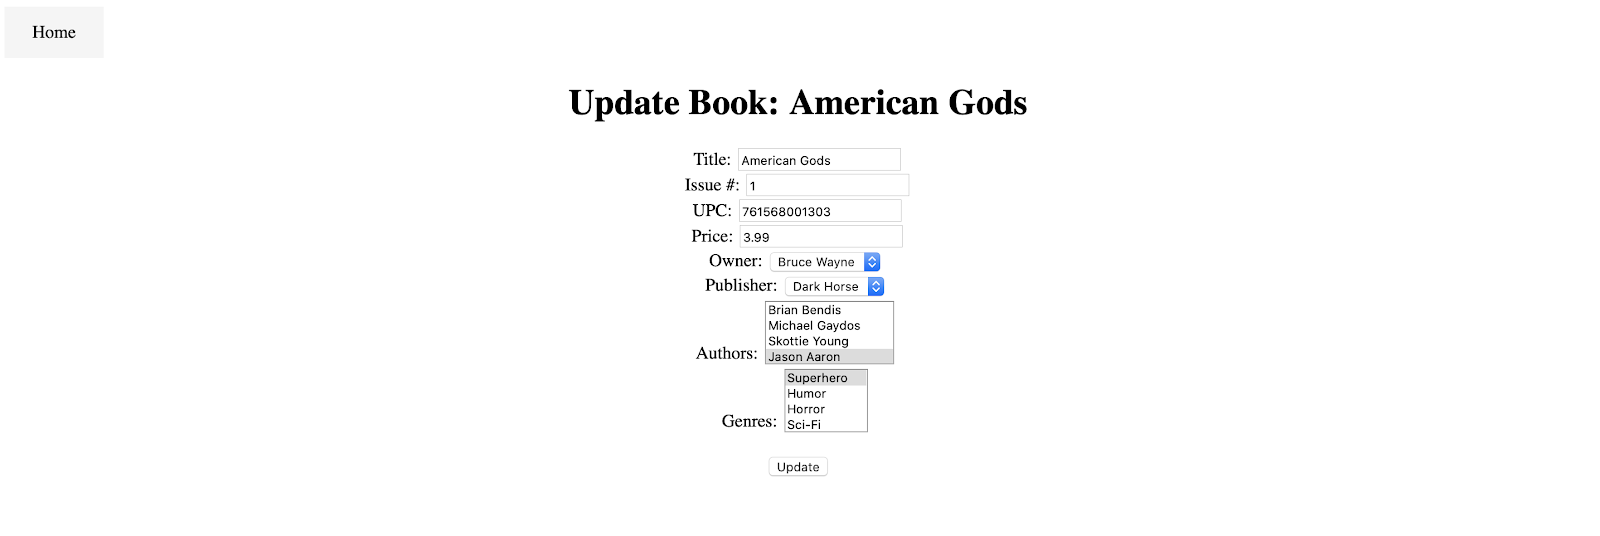 Home
Update Book: American Gods
Title: American Gods
Issue #: 1
UPC: 761568001303
Price: 3.99
Owner: Bruce Wayne
Publisher: Dark Horse
Brian Bendis
Michael Gaydos
Skottie Young
Authors: Jason Aaron
Superhero
Humor
Horror
Genres: Sci-Fi
Update